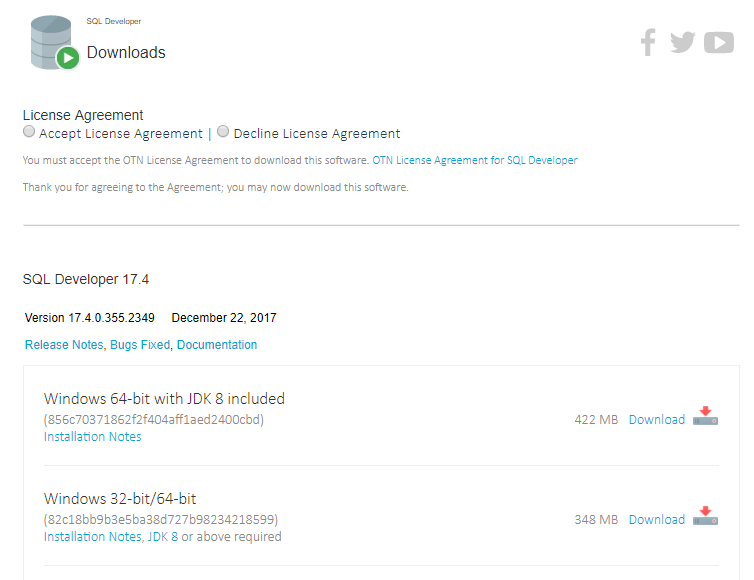 SQL Developer
Downloads
License Agreement
Accept License Agreement | Decline License Agreement
You must accept the OTN License Agreement to download this software. OTN License Agreement for SQL Developer
Thank you for agreeing to the Agreement; you may now download this software.
SQL Developer 17.4
Version 17.4.0.355.2349 December 22, 2017
Release Notes, Bugs Fixed, Documentation
Windows 64-bit with JDK 8 included
(856c70371862f2f404aff1aed2400cbd)
422 MB Download
Installation Notes
Windows 32-bit/64-bit
(82c18bb9b3e5ba38d727b98234218599)
348 MB Download
Installation Notes, JDK 8 or above required